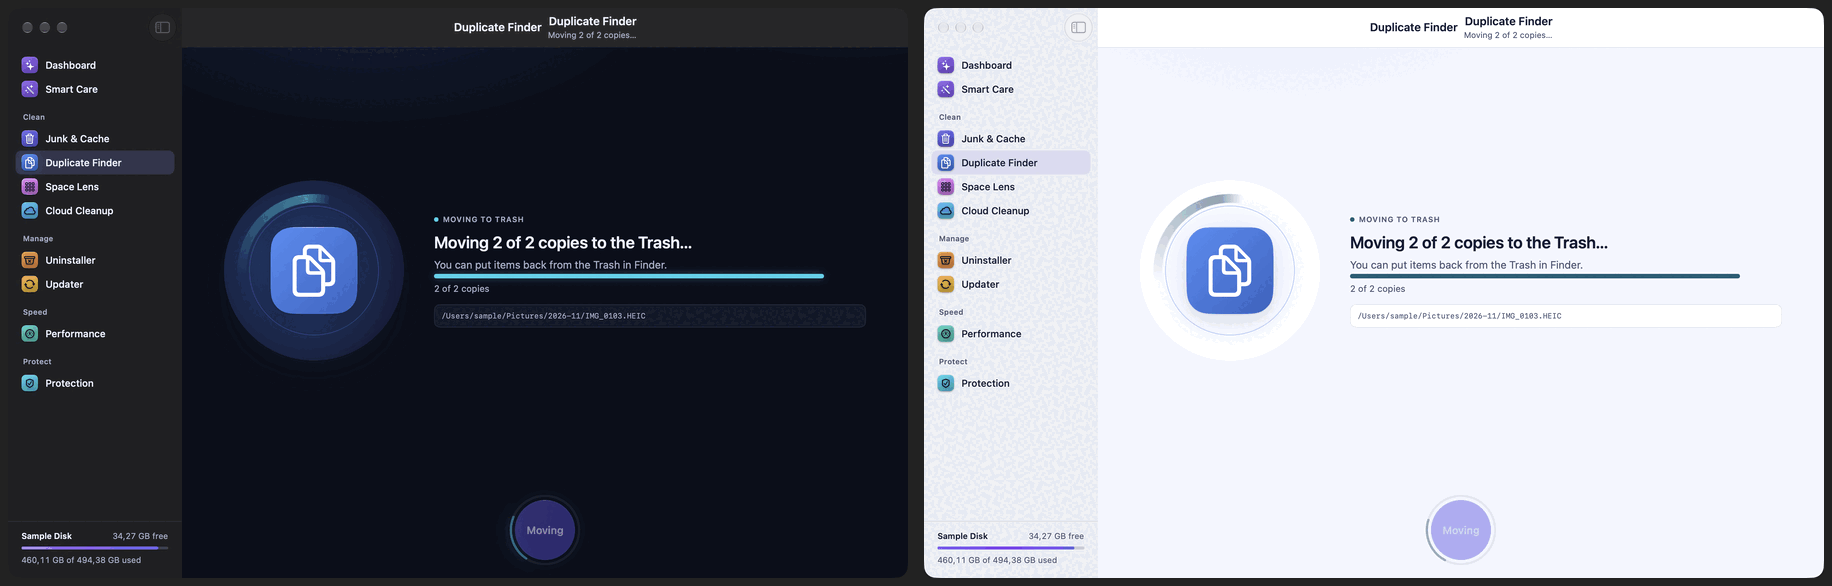 Duplicate Finder
Duplicate Finder
Moving 2 of 2 copies...
Dashboard
Smart Care
Clean
Junk & Cache
Duplicate Finder
Space Lens
Cloud Cleanup
Manage
Uninstaller
Updater
Speed
Performance
Protect
Protection
Sample Disk
34,27 GB free
460,11 GB of 494,38 GB used
MOVING TO TRASH
Moving 2 of 2 copies to the Trash...
You can put items back from the Trash in Finder.
2 of 2 copies
/Users/sample/Pictures/2026-11/IMG_0103.HEIC
Moving
Duplicate Finder
Duplicate Finder
Moving 2 of 2 copies...
Dashboard
Smart Care
Clean
Junk & Cache
Duplicate Finder
Space Lens
Cloud Cleanup
Manage
Uninstaller
Updater
Speed
Performance
Protect
Protection
Sample Disk
34,27 GB free
460,11 GB of 494,38 GB used
MOVING TO TRASH
Moving 2 of 2 copies to the Trash...
You can put items back from the Trash in Finder.
2 of 2 copies
/Users/sample/Pictures/2026-11/IMG_0103.HEIC
Moving